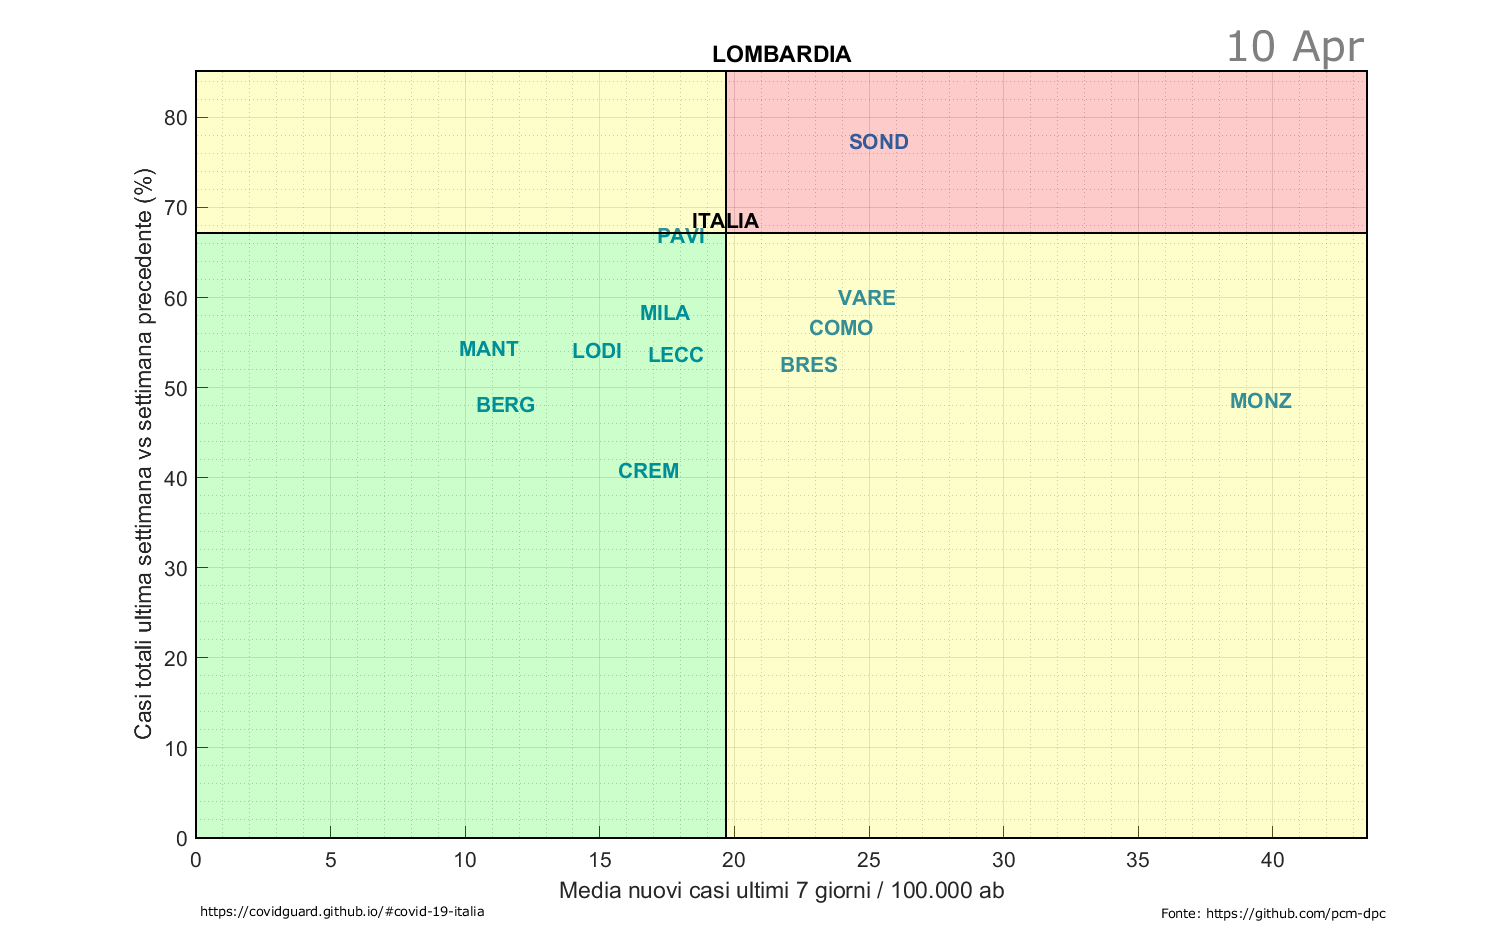 10 Apr
LOMBARDIA
Casi totali ultima settimana vs settimana precedente (%)
80
70
60
50
40
30
20
10
0
SOND
ITALIA
PAVI
VARE
MILA
COMO
MANT
LODI
LECC
BRES
BERG
MONZ
CREM
0 5 10 15 20 25 30 35 40
Media nuovi casi ultimi 7 giorni / 100.000 ab
https://covidguard.github.io/#covid-19-italia
Fonte: https://github.com/pcm-dpc